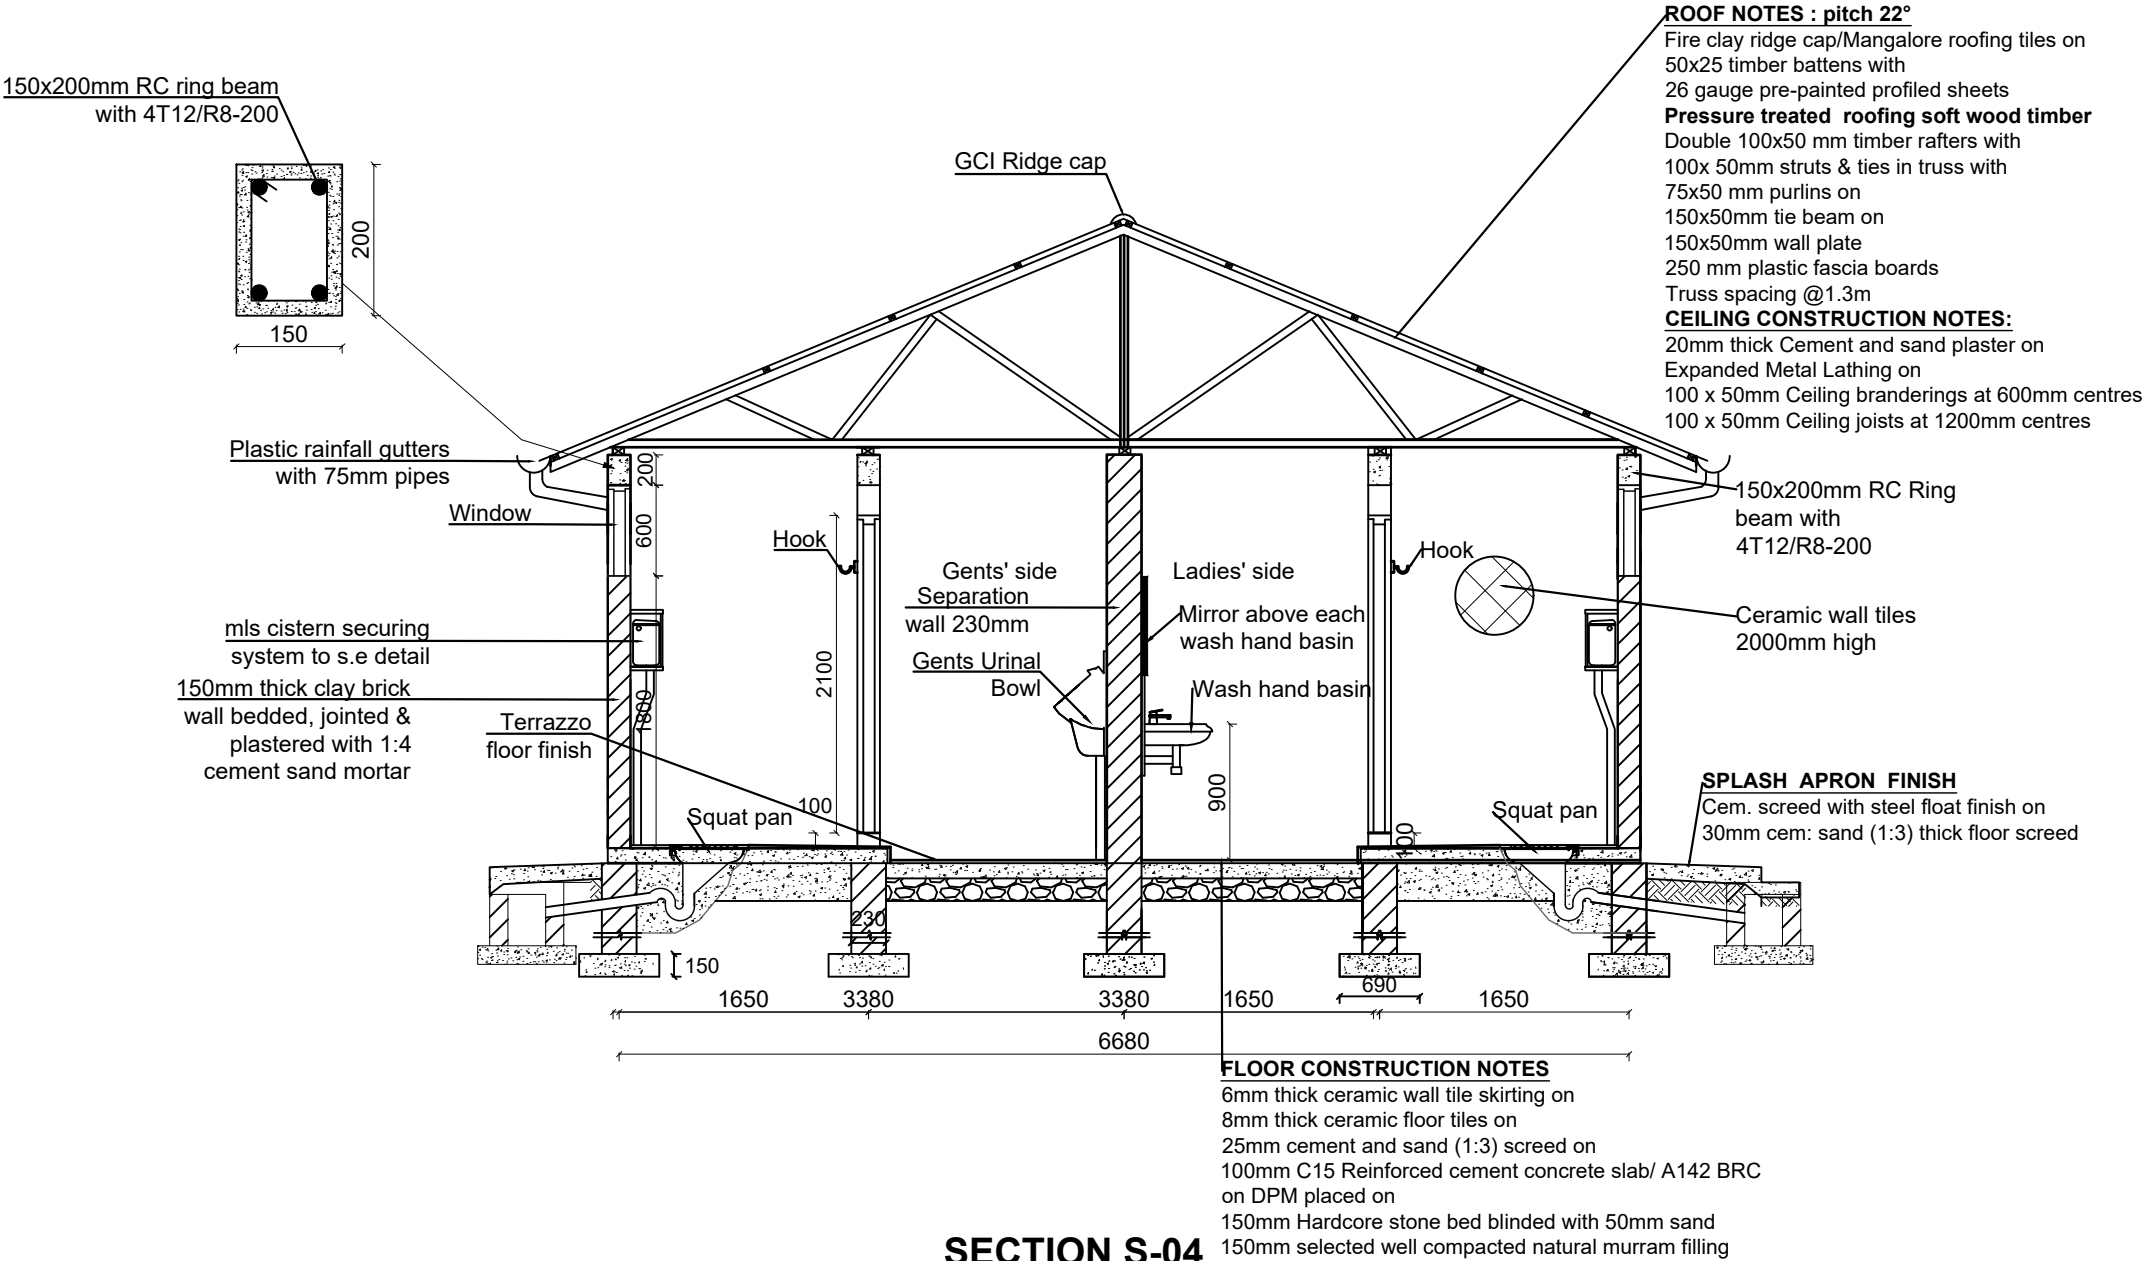 ROOF NOTES : pitch 22°
Fire clay ridge cap/Mangalore roofing tiles on
50x25 timber battens with
26 gauge pre-painted profiled sheets
Pressure treated roofing soft wood timber
Double 100x50 mm timber rafters with
100x 50mm struts & ties in truss with
75x50 mm purlins on
150x50mm tie beam on
150x50mm wall plate
250 mm plastic fascia boards
Truss spacing @1.3m
CEILING CONSTRUCTION NOTES:
20mm thick Cement and sand plaster on
Expanded Metal Lathing on
100 x 50mm Ceiling branderings at 600mm centres
100 x 50mm Ceiling joists at 1200mm centres
150x200mm RC ring beam
with 4T12/R8-200
200
150
GCI Ridge cap
Plastic rainfall gutters
with 75mm pipes
Window
200
600
Hook
Gents' side
Separation
wall 230mm
Gents Urinal
Bowl
Ladies' side
Mirror above each
wash hand basin
Wash hand basin
Hook
150x200mm RC Ring
beam with
4T12/R8-200
Ceramic wall tiles
2000mm high
mls cistern securing
system to s.e detail
150mm thick clay brick
wall bedded, jointed &
plastered with 1:4
cement sand mortar
1800
2100
Terrazzo
floor finish
900
100
Squat pan
Squat pan
100
SPLASH APRON FINISH
Cem. screed with steel float finish on
30mm cem: sand (1:3) thick floor screed
230
150
690
1650
3380
3380
1650
1650
6680
FLOOR CONSTRUCTION NOTES
6mm thick ceramic wall tile skirting on
8mm thick ceramic floor tiles on
25mm cement and sand (1:3) screed on
100mm C15 Reinforced cement concrete slab/ A142 BRC
on DPM placed on
150mm Hardcore stone bed blinded with 50mm sand
150mm selected well compacted natural murram filling
SECTION S-04